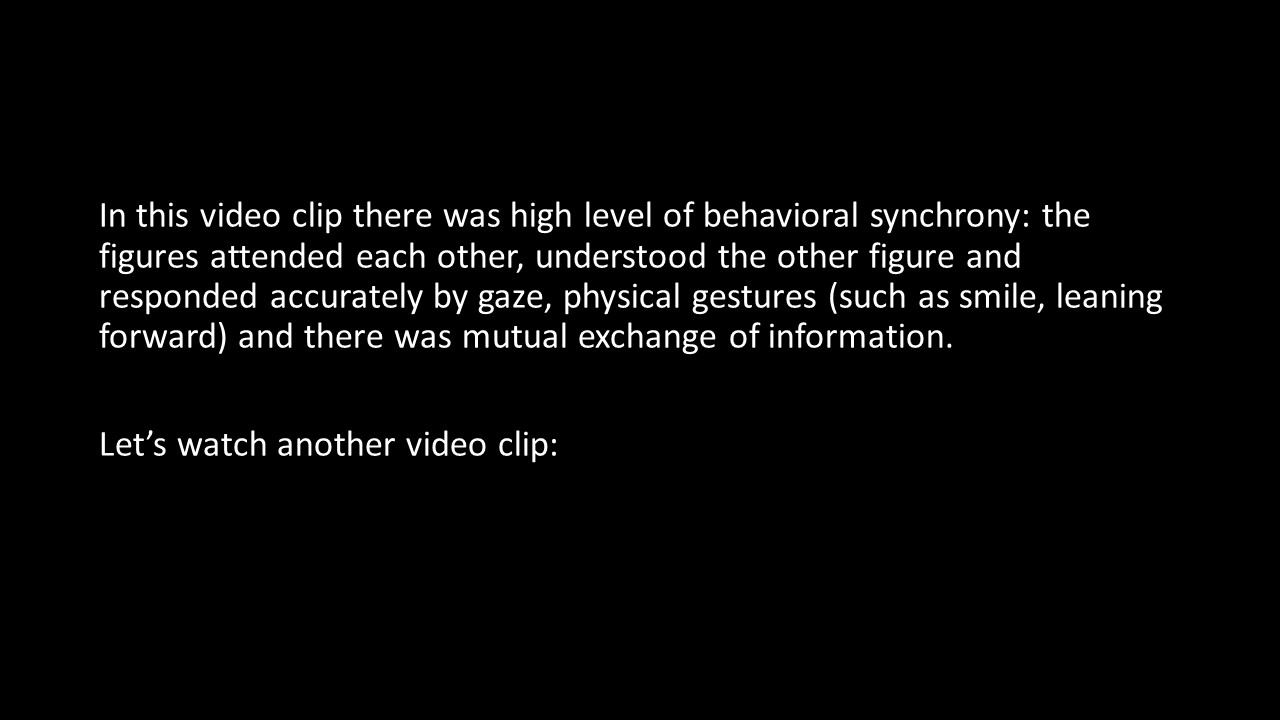 In this video clip there was high level of behavioral synchrony: the
figures attended each other, understood the other figure and
responded accurately by gaze, physical gestures (such as smile, leaning
forward) and there was mutual exchange of information.
Let’s watch another video clip: